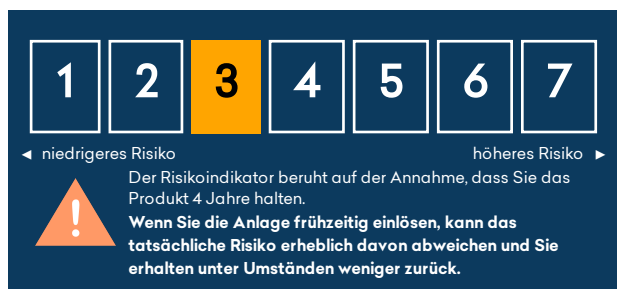 1 2 3 4 5 6 7
◄ niedrigeres Risiko höheres Risiko ►
Der Risikoindikator beruht auf der Annahme, dass Sie das
Produkt 4 Jahre halten.
Wenn Sie die Anlage frühzeitig einlösen, kann das
tatsächliche Risiko erheblich davon abweichen und Sie
erhalten unter Umständen weniger zurück.
!